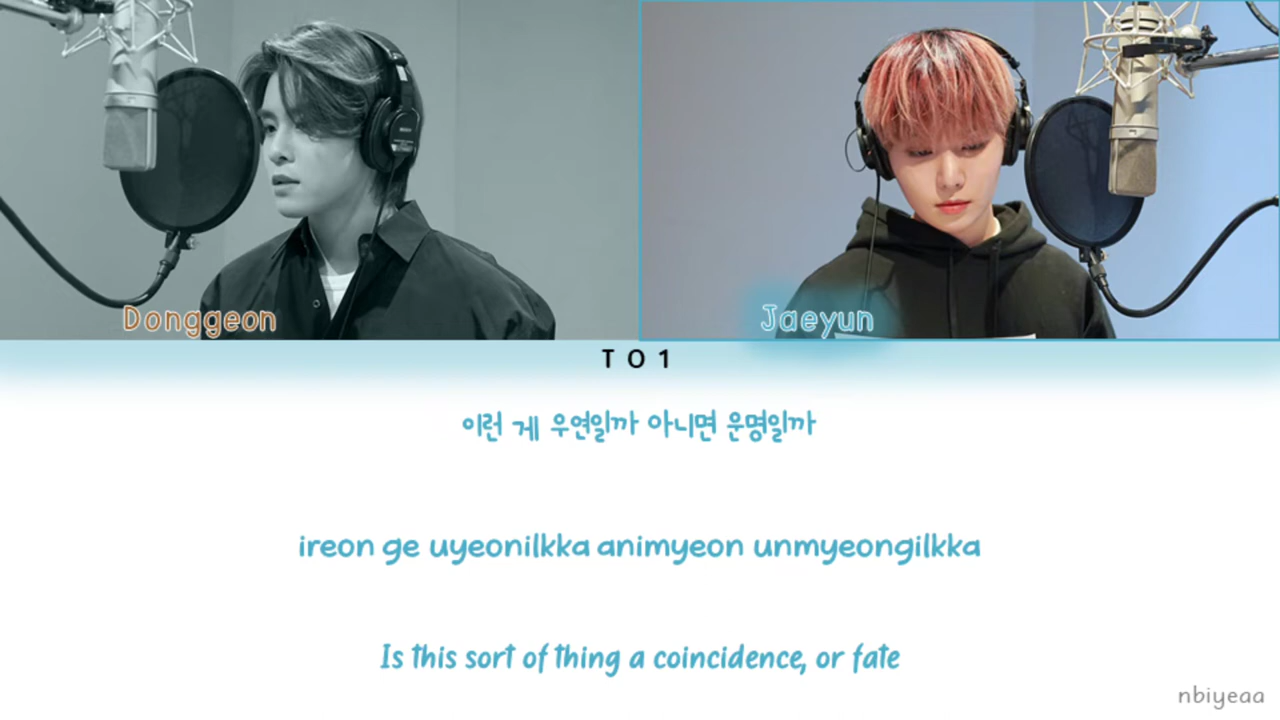 Donggeon
Jaeyun
TO1
이런 게 우연일까 아니면 운명일까
ireon ge uyeonilkka animyeon unmyeongilkka
Is this sort of thing a coincidence, or fate
nbiyeaa